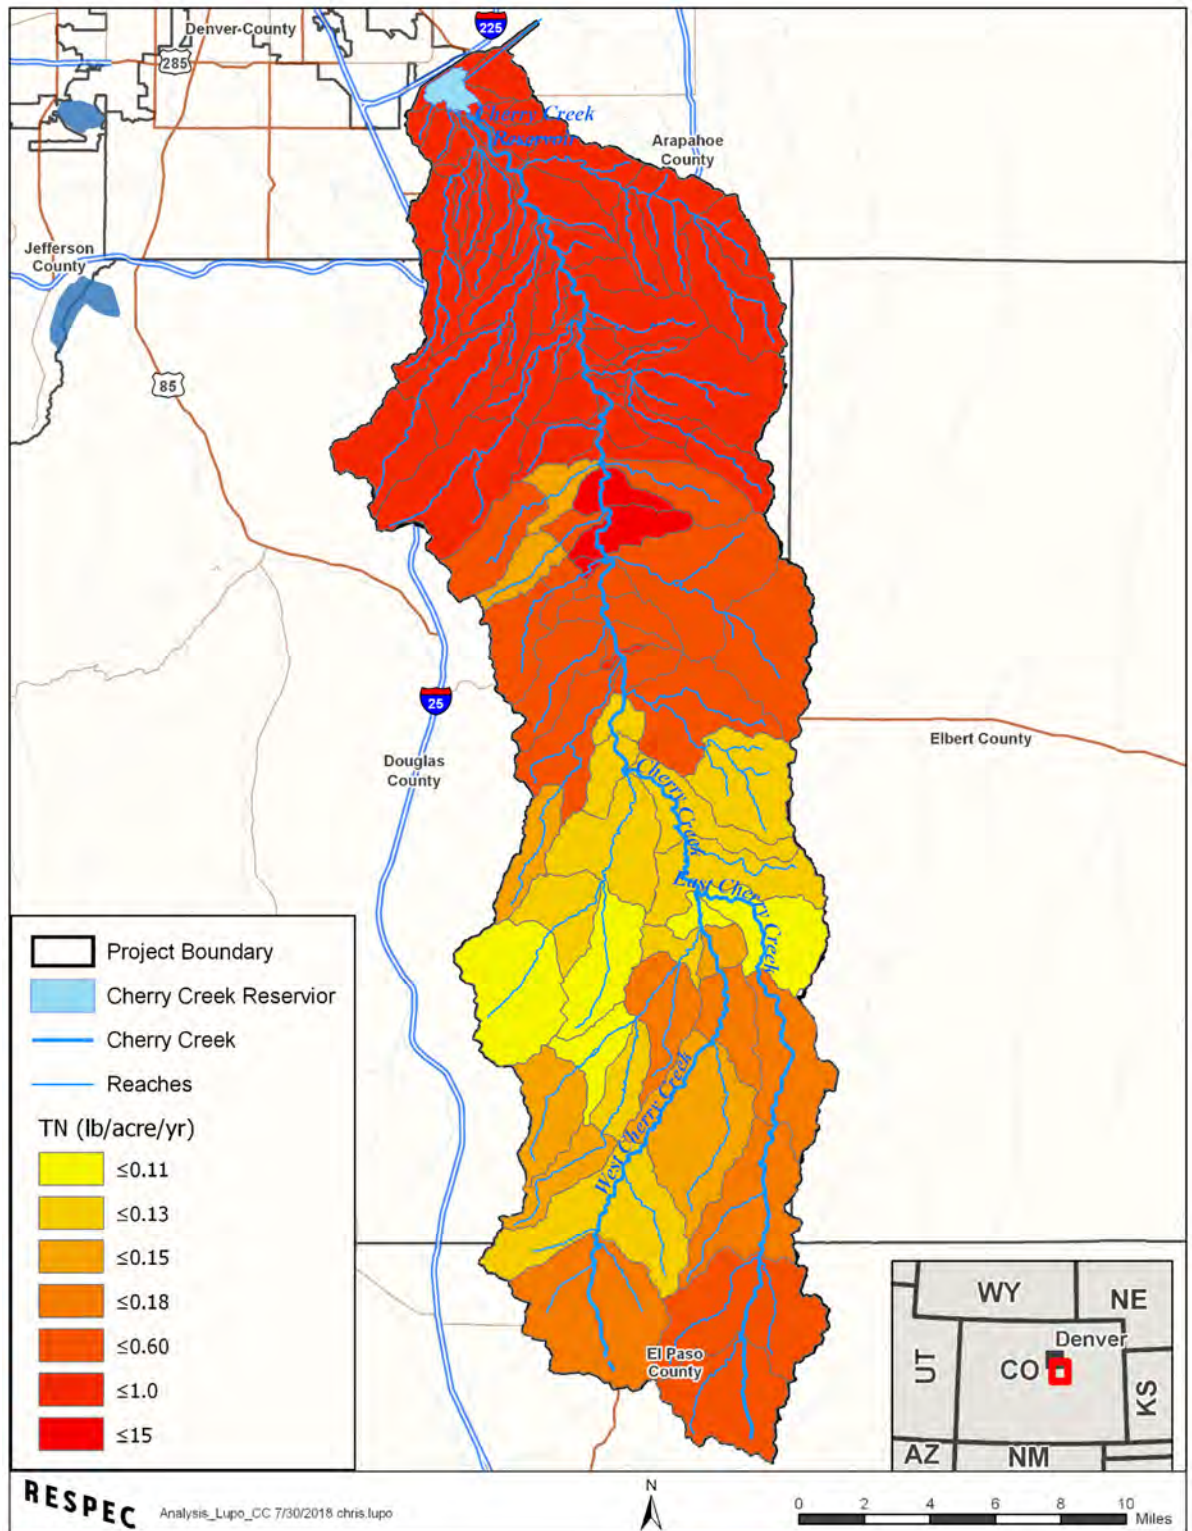 225
Denver County
285
Cherry Creek
Reservoir
Arapahoe
County
Jefferson
County
85
25
Elbert County
Douglas
County
Cherry Creek
East Cherry Creek
West Cherry Creek
El Paso
County
Project Boundary
Cherry Creek Reservior
Cherry Creek
Reaches
TN (lb/acre/yr)
≤0.11
≤0.13
≤0.15
≤0.18
≤0.60
≤1.0
≤15
WY
NE
Denver
UT
CO
KS
AZ
NM
RESPEC
Analysis_Lupo_CC 7/30/2018 chris.lupo
N
0 2 4 6 8 10
Miles